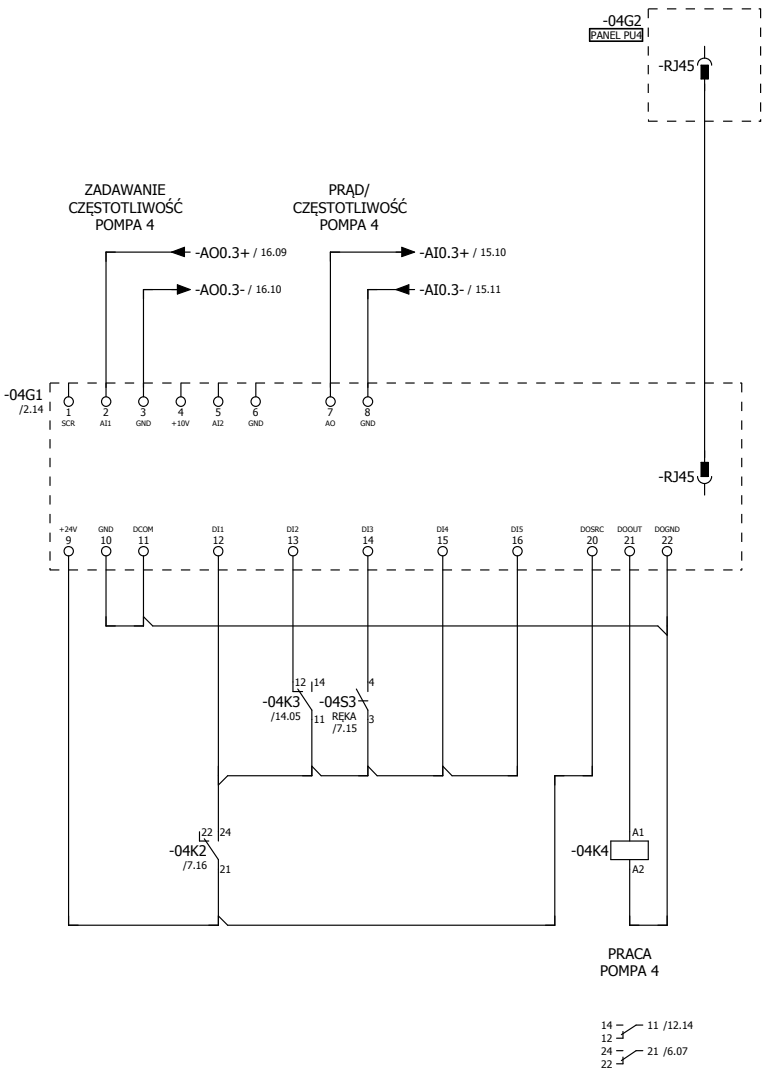 -04G2
PANEL PU4
-RJ45
ZADAWANIE
CZĘSTOTLIWOŚĆ
POMPA 4
PRĄD/
CZĘSTOTLIWOŚĆ
POMPA 4
-AO0.3+ / 16.09
-AI0.3+ / 15.10
-AO0.3- / 16.10
-AI0.3- / 15.11
-04G1
/2.14
1 2 3 4 5 6 7 8
SCR AI1 GND +10V AI2 GND AO GND
-RJ45
+24V GND DCOM DI1 DI2 DI3 DI4 DI5 DOSRC DOOUT DOGND
9 10 11 12 13 14 15 16 20 21 22
12 14 4
-04K3 -04S3
/14.05 11 RĘKA 3
/7.15
22 24 A1
-04K2 -04K4
/7.16 21 A2
PRACA
POMPA 4
14 11 /12.14
12
24 21 /6.07
22